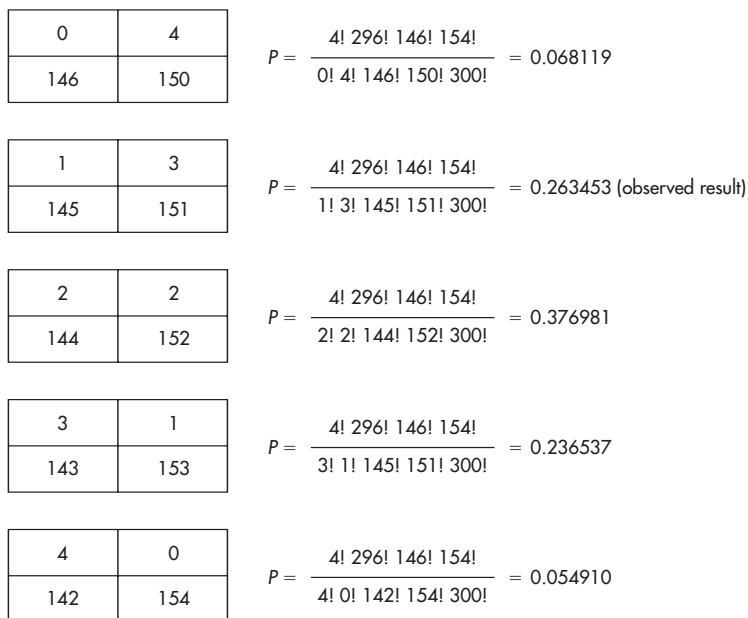 0 4
146 150
P = 4! 296! 146! 154! / 0! 4! 146! 150! 300! = 0.068119
1 3
145 151
P = 4! 296! 146! 154! / 1! 3! 145! 151! 300! = 0.263453 (observed result)
2 2
144 152
P = 4! 296! 146! 154! / 2! 2! 144! 152! 300! = 0.376981
3 1
143 153
P = 4! 296! 146! 154! / 3! 1! 145! 151! 300! = 0.236537
4 0
142 154
P = 4! 296! 146! 154! / 4! 0! 142! 154! 300! = 0.054910